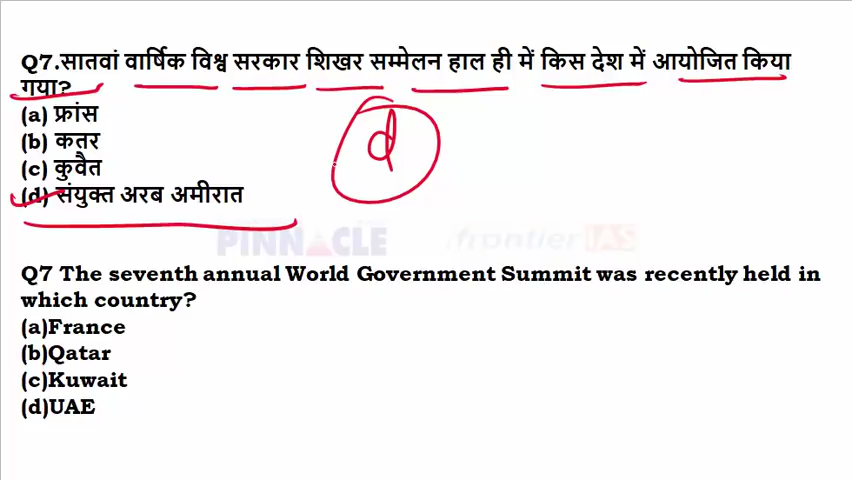 Q7.सातवां वार्षिक विश्व सरकार शिखर सम्मेलन हाल ही में किस देश में आयोजित किया
गया?
(a) फ्रांस
(b) कतर
(c) कुवैत
(d) संयुक्त अरब अमीरात
d
PINNACLE frontier IAS
Q7 The seventh annual World Government Summit was recently held in
which country?
(a)France
(b)Qatar
(c)Kuwait
(d)UAE